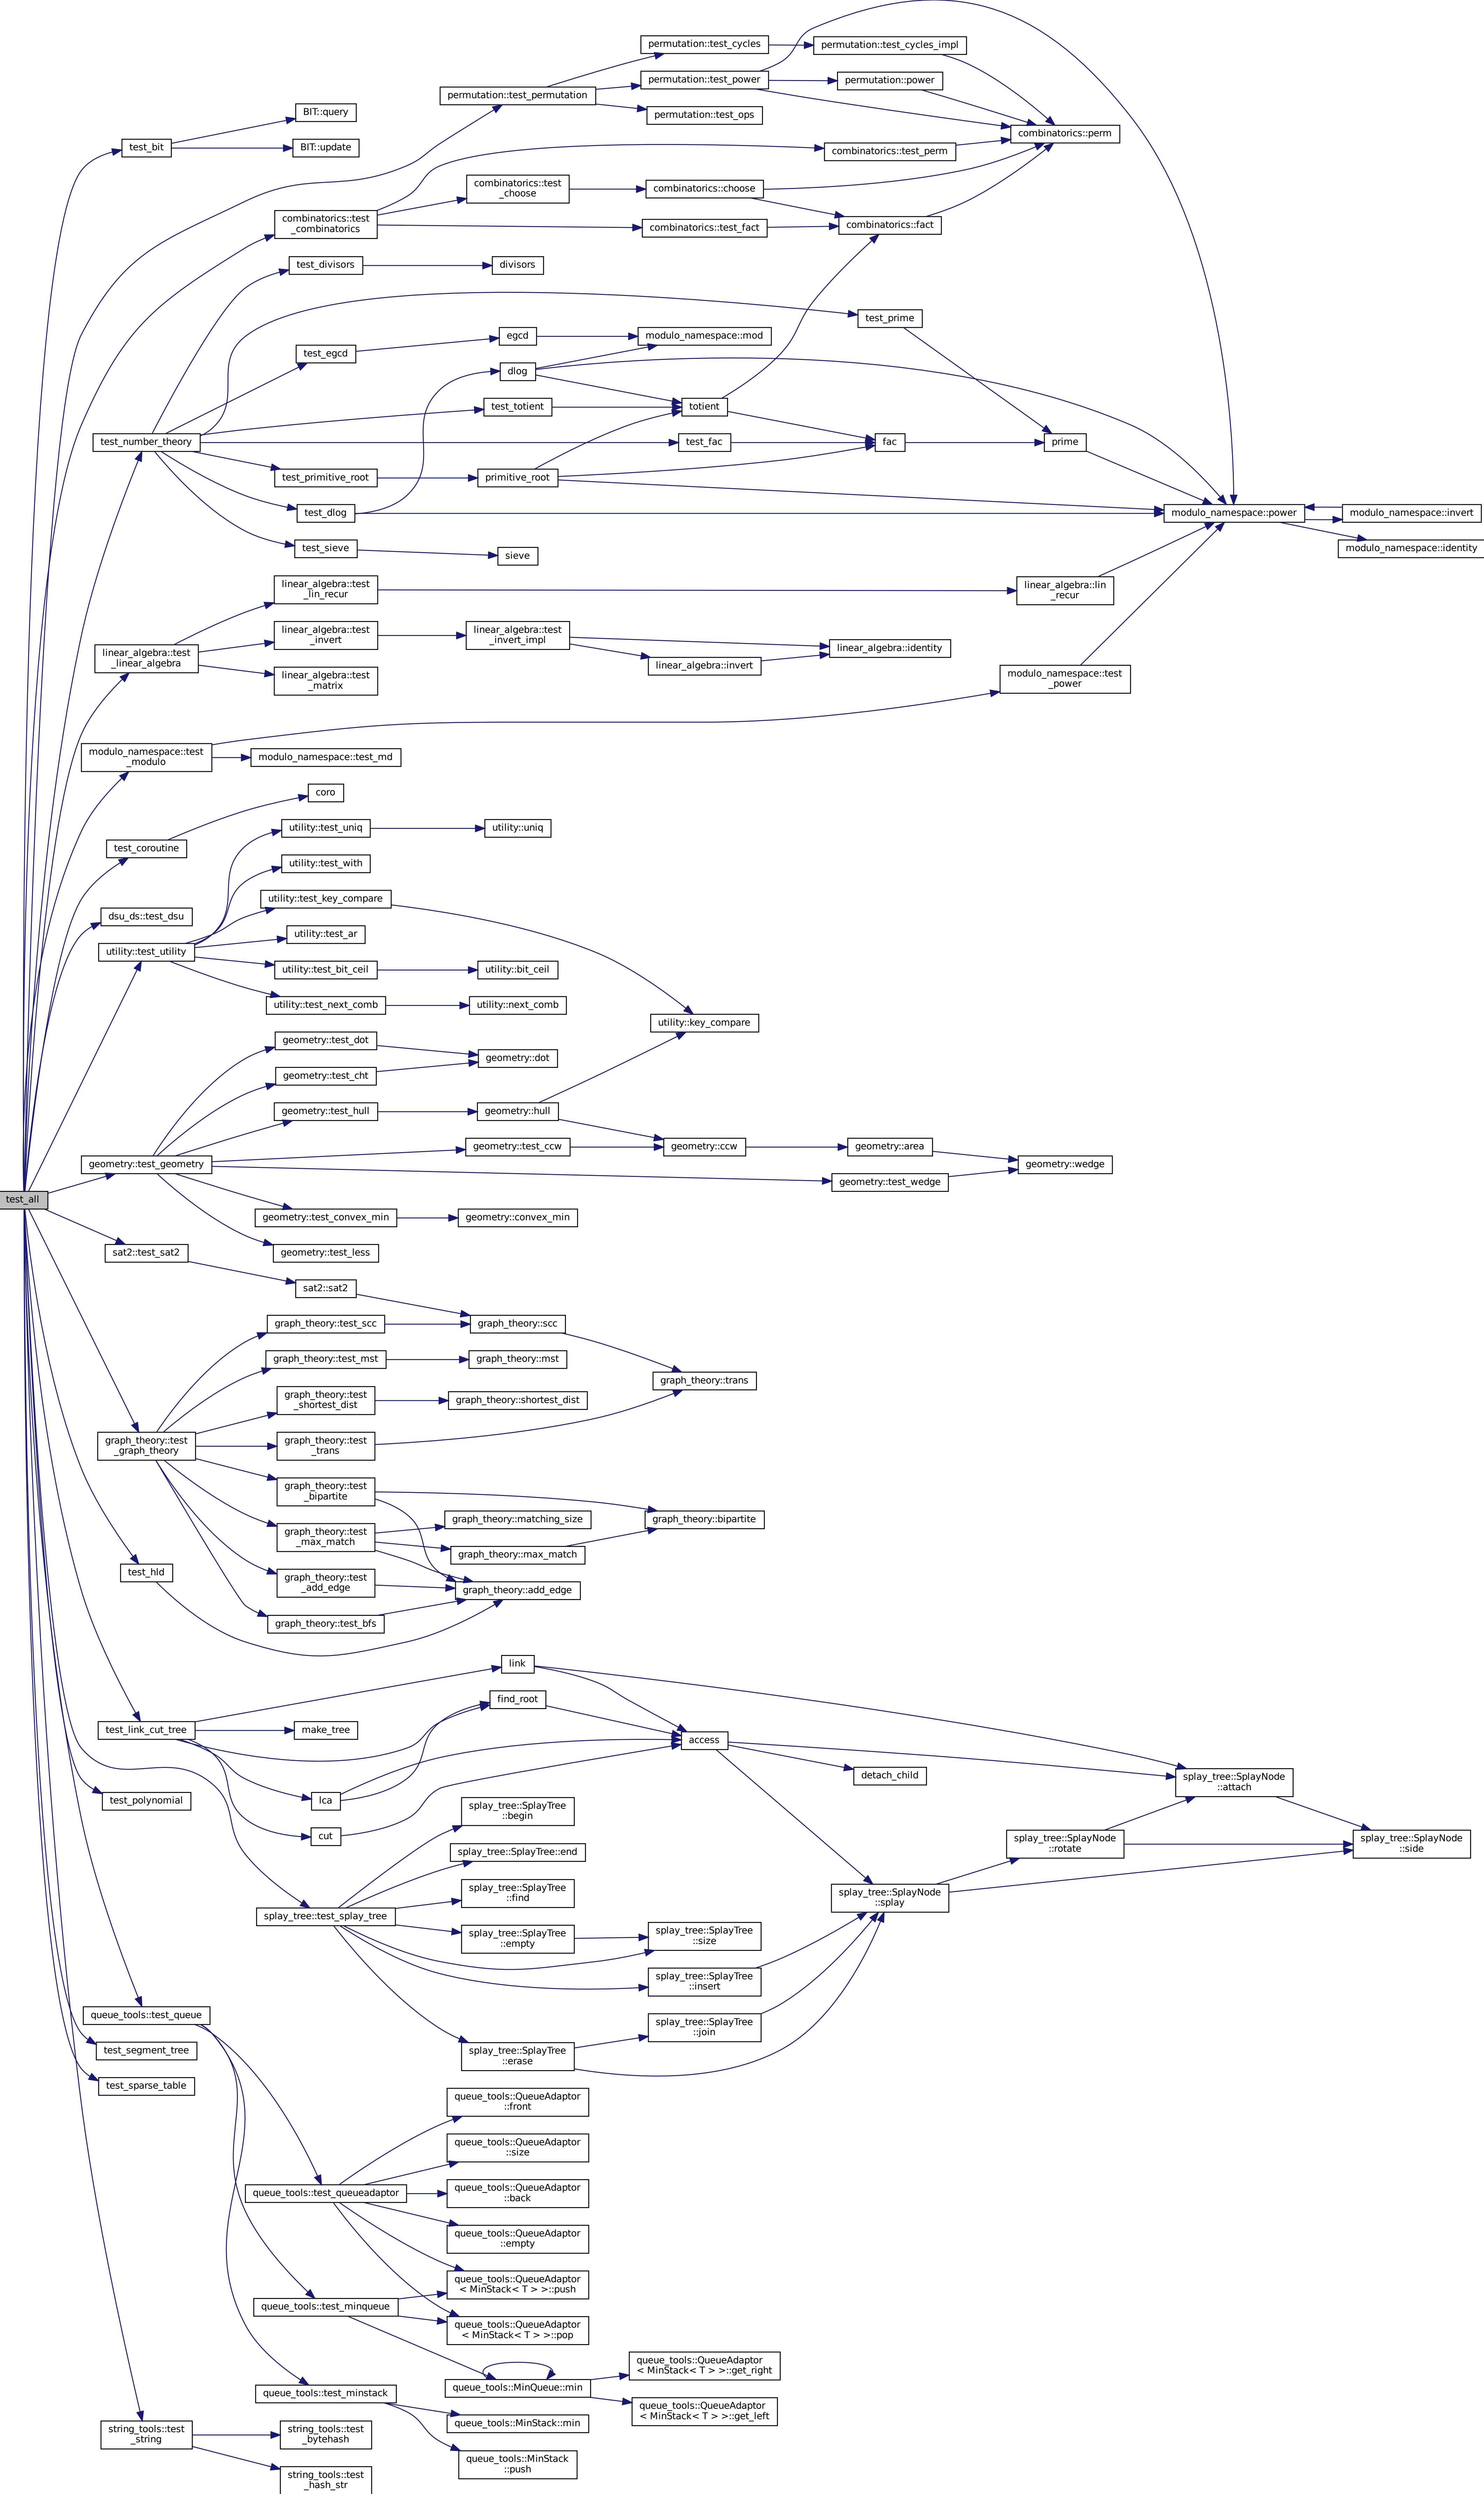 permutation::test_cycles
permutation::test_cycles_impl
permutation::test_power
permutation::power
permutation::test_permutation
BIT::query
permutation::test_ops
combinatorics::perm
test_bit
BIT::update
combinatorics::test_perm
combinatorics::test
_choose
combinatorics::choose
combinatorics::test
_combinatorics
combinatorics::test_fact
combinatorics::fact
test_divisors
divisors
test_prime
egcd
modulo_namespace::mod
test_egcd
dlog
test_totient
totient
test_number_theory
test_fac
fac
prime
test_primitive_root
primitive_root
test_dlog
modulo_namespace::power
modulo_namespace::invert
test_sieve
sieve
modulo_namespace::identity
linear_algebra::test
_lin_recur
linear_algebra::lin
_recur
linear_algebra::test
_invert
linear_algebra::test
_invert_impl
linear_algebra::identity
linear_algebra::test
_linear_algebra
linear_algebra::invert
linear_algebra::test
_matrix
modulo_namespace::test
_power
modulo_namespace::test
_modulo
modulo_namespace::test_md
coro
test_coroutine
utility::test_uniq
utility::uniq
utility::test_with
utility::test_key_compare
dsu_ds::test_dsu
utility::test_ar
utility::test_utility
utility::test_bit_ceil
utility::bit_ceil
utility::test_next_comb
utility::next_comb
utility::key_compare
geometry::test_dot
geometry::dot
geometry::test_cht
geometry::test_hull
geometry::hull
geometry::test_ccw
geometry::ccw
geometry::area
geometry::test_geometry
geometry::wedge
geometry::test_wedge
test_all
geometry::test_convex_min
geometry::convex_min
sat2::test_sat2
geometry::test_less
sat2::sat2
graph_theory::test_scc
graph_theory::scc
graph_theory::test_mst
graph_theory::mst
graph_theory::trans
graph_theory::test
_shortest_dist
graph_theory::shortest_dist
graph_theory::test
_graph_theory
graph_theory::test
_trans
graph_theory::test
_bipartite
graph_theory::matching_size
graph_theory::bipartite
graph_theory::test
_max_match
graph_theory::max_match
test_hld
graph_theory::test
_add_edge
graph_theory::add_edge
graph_theory::test_bfs
link
find_root
test_link_cut_tree
make_tree
access
detach_child
splay_tree::SplayNode
::attach
test_polynomial
lca
splay_tree::SplayTree
::begin
cut
splay_tree::SplayNode
::rotate
splay_tree::SplayNode
::side
splay_tree::SplayTree::end
splay_tree::SplayTree
::find
splay_tree::SplayNode
::splay
splay_tree::test_splay_tree
splay_tree::SplayTree
::empty
splay_tree::SplayTree
::size
splay_tree::SplayTree
::insert
queue_tools::test_queue
splay_tree::SplayTree
::join
test_segment_tree
splay_tree::SplayTree
::erase
test_sparse_table
queue_tools::QueueAdaptor
::front
queue_tools::QueueAdaptor
::size
queue_tools::test_queueadaptor
queue_tools::QueueAdaptor
::back
queue_tools::QueueAdaptor
::empty
queue_tools::QueueAdaptor
< MinStack< T > >::push
queue_tools::test_minqueue
queue_tools::QueueAdaptor
< MinStack< T > >::pop
queue_tools::QueueAdaptor
< MinStack< T > >::get_right
queue_tools::MinQueue::min
queue_tools::test_minstack
queue_tools::QueueAdaptor
< MinStack< T > >::get_left
queue_tools::MinStack::min
string_tools::test
_string
string_tools::test
_bytehash
queue_tools::MinStack
::push
string_tools::test
_hash_str